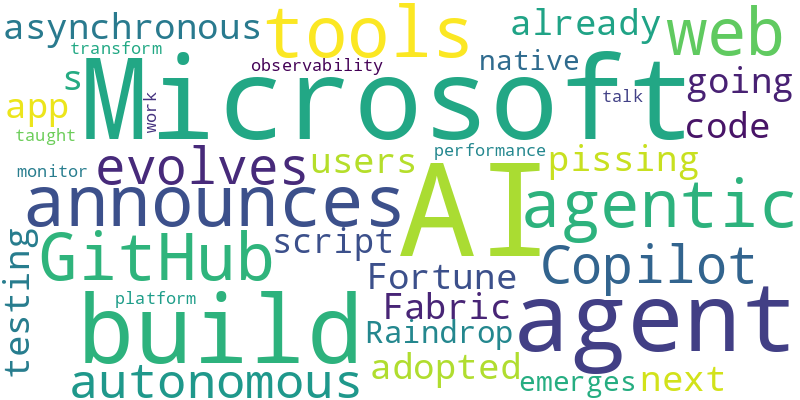 asynchronous tools already web
transform
observability native
s Microsoft going
app work talk code
taught
monitor evolves users performance pissing
announces AI agentic
GitHub script Copilot
testing Fortune
platform build Fabric agent
Raindrop
autonomous adopted emerges next